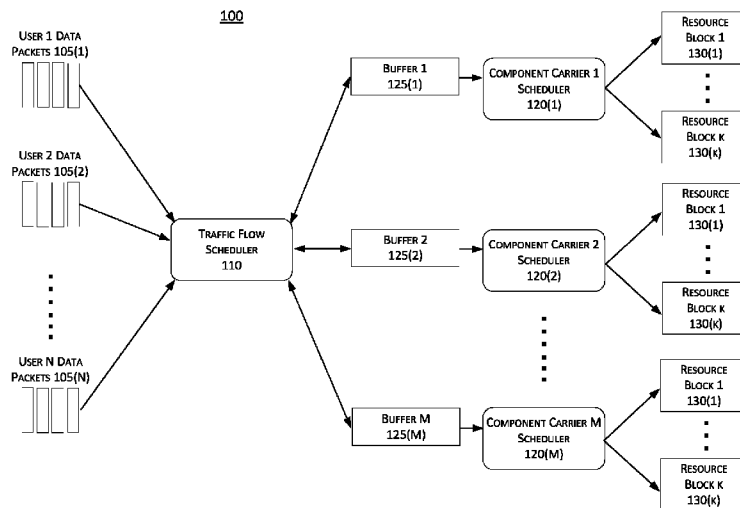 100
USER 1 DATA
PACKETS 105(1)
USER 2 DATA
PACKETS 105(2)
USER N DATA
PACKETS 105(N)
TRAFFIC FLOW
SCHEDULER
110
BUFFER 1
125(1)
COMPONENT CARRIER 1
SCHEDULER
120(1)
RESOURCE
BLOCK 1
130(1)
RESOURCE
BLOCK K
130(K)
BUFFER 2
125(2)
COMPONENT CARRIER 2
SCHEDULER
120(2)
RESOURCE
BLOCK 1
130(1)
RESOURCE
BLOCK K
130(K)
BUFFER M
125(M)
COMPONENT CARRIER M
SCHEDULER
120(M)
RESOURCE
BLOCK 1
130(1)
RESOURCE
BLOCK K
130(K)